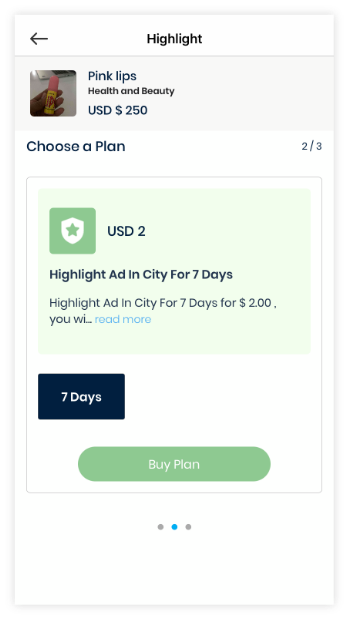 Highlight
Pink lips
Health and Beauty
USD $ 250
Choose a Plan
2 / 3
USD 2
Highlight Ad In City For 7 Days
Highlight Ad In City For 7 Days for $ 2.00 ,
you wi... read more
7 Days
Buy Plan